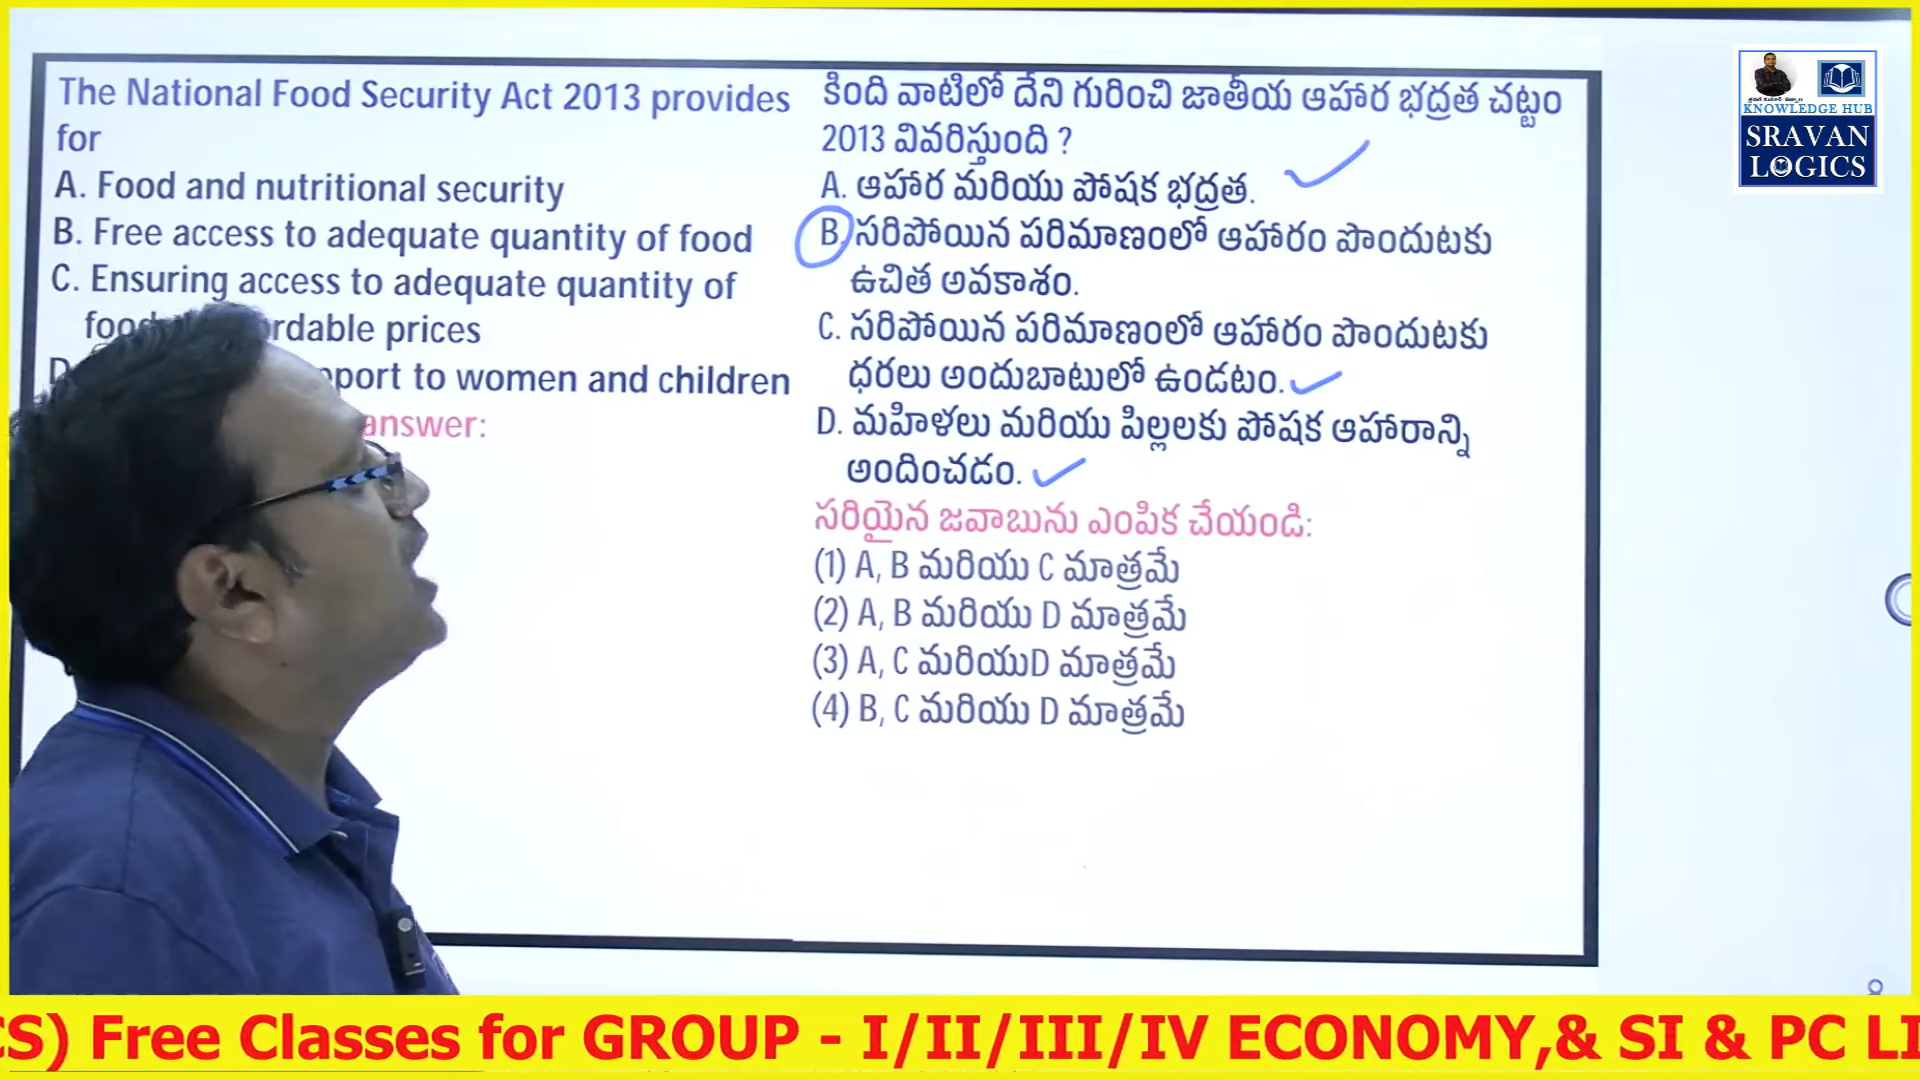 The National Food Security Act 2013 provides
for
A. Food and nutritional security
B. Free access to adequate quantity of food
C. Ensuring access to adequate quantity of
prices
to women and children
answer:
కింది వాటిలో దేని గురించి జాతీయ ఆహార భద్రత చట్టం
2013 వివరిస్తుంది ?
A. ఆహార మరియు పోషక భద్రత.
B. సరిపోయిన పరిమాణంలో ఆహారం పొందుటకు
ఉచిత అవకాశం.
C. సరిపోయిన పరిమాణంలో ఆహారం పొందుటకు
ధరలు అందుబాటులో ఉండటం.
D. మహిళలు మరియు పిల్లలకు పోషక ఆహారాన్ని
అందించడం.
సరియైన జవాబును ఎంపిక చేయండి:
(1) A, B మరియు C మాత్రమే
(2) A, B మరియు D మాత్రమే
(3) A, C మరియుD మాత్రమే
(4) B, C మరియు D మాత్రమే
KNOWLEDGE HUB
SRAVAN
LOGICS
CS) Free Classes for GROUP - I/II/III/IV ECONOMY,& SI & PC LI